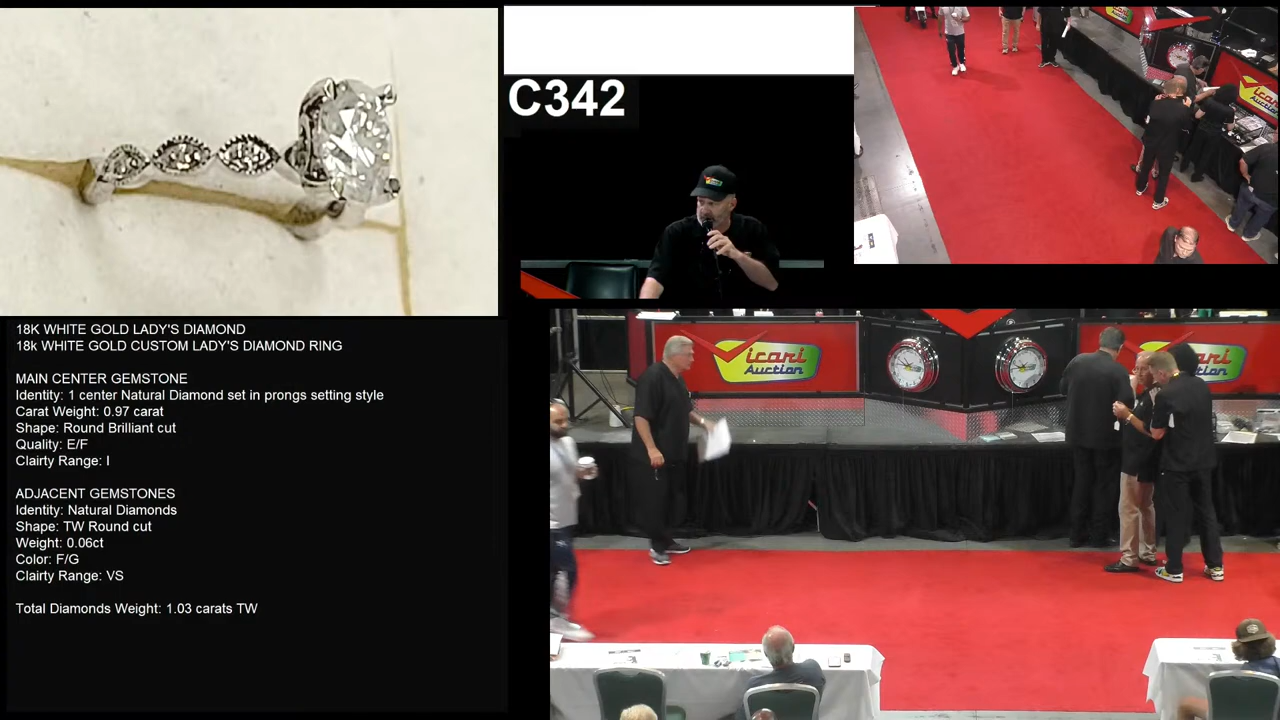 C342
18K WHITE GOLD LADY'S DIAMOND
18k WHITE GOLD CUSTOM LADY'S DIAMOND RING
MAIN CENTER GEMSTONE
Identity: 1 center Natural Diamond set in prongs setting style
Carat Weight: 0.97 carat
Shape: Round Brilliant cut
Quality: E/F
Clairty Range: I
ADJACENT GEMSTONES
Identity: Natural Diamonds
Shape: TW Round cut
Weight: 0.06ct
Color: F/G
Clairty Range: VS
Total Diamonds Weight: 1.03 carats TW
Vicari
Auction